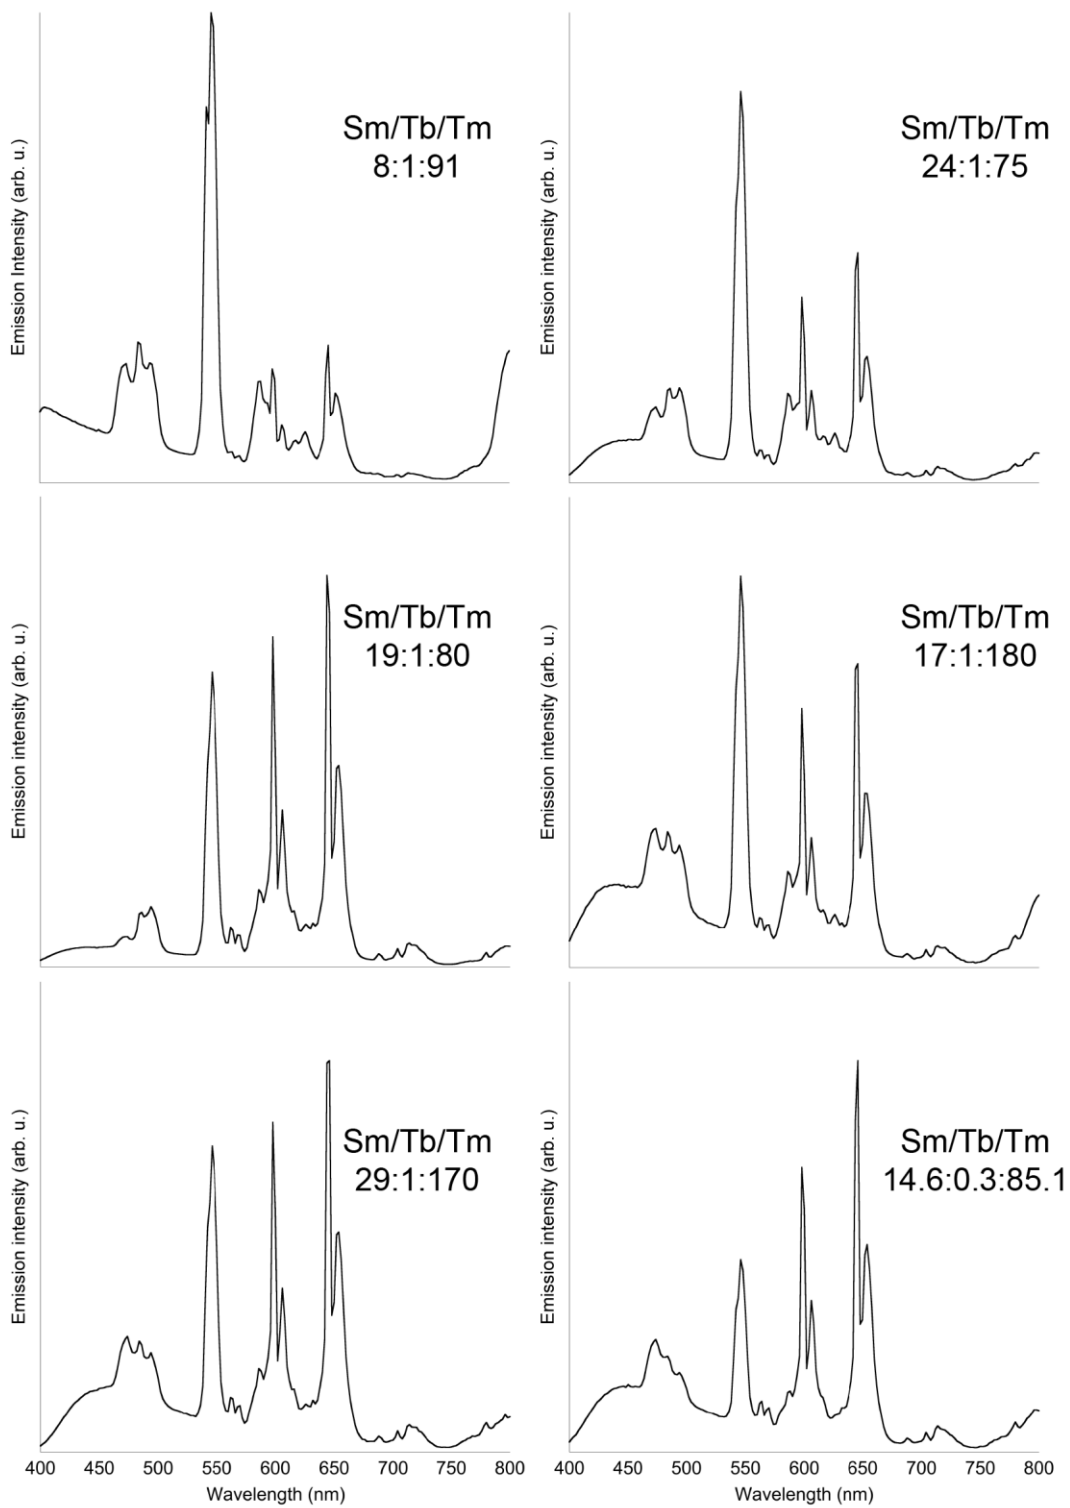 Emission Intensity (arb. u.)
Sm/Tb/Tm
8:1:91
Emission intensity (arb. u.)
Sm/Tb/Tm
24:1:75
Emission intensity (arb. u.)
Sm/Tb/Tm
19:1:80
Emission intensity (arb. u.)
Sm/Tb/Tm
17:1:180
Emission intensity (arb. u.)
Sm/Tb/Tm
29:1:170
Emission intensity (arb. u.)
Sm/Tb/Tm
14.6:0.3:85.1
400 450 500 550 600 650 700 750 800
Wavelength (nm)
400 450 500 550 600 650 700 750 800
Wavelength (nm)